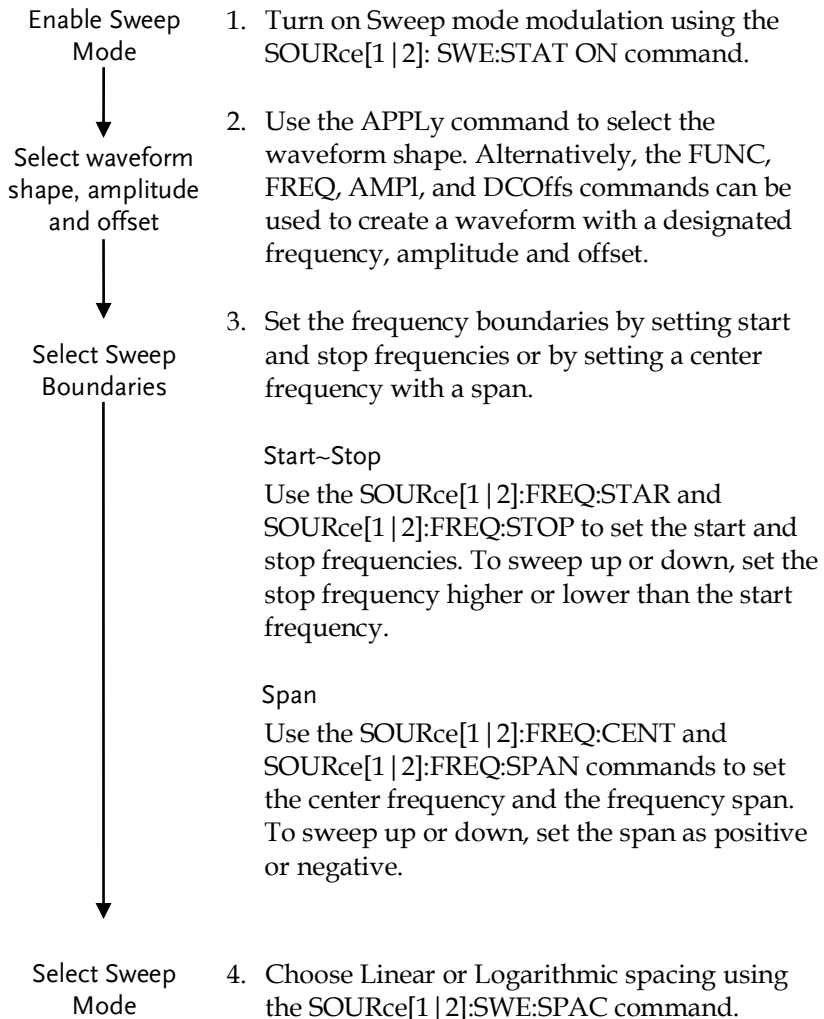 Enable Sweep
Mode
1. Turn on Sweep mode modulation using the
SOURce[1|2]: SWE:STAT ON command.
Select waveform
shape, amplitude
and offset
2. Use the APPLy command to select the
waveform shape. Alternatively, the FUNC,
FREQ, AMPl, and DCOffs commands can be
used to create a waveform with a designated
frequency, amplitude and offset.
Select Sweep
Boundaries
3. Set the frequency boundaries by setting start
and stop frequencies or by setting a center
frequency with a span.
Start~Stop
Use the SOURce[1|2]:FREQ:STAR and
SOURce[1|2]:FREQ:STOP to set the start and
stop frequencies. To sweep up or down, set the
stop frequency higher or lower than the start
frequency.
Span
Use the SOURce[1|2]:FREQ:CENT and
SOURce[1|2]:FREQ:SPAN commands to set
the center frequency and the frequency span.
To sweep up or down, set the span as positive
or negative.
Select Sweep
Mode
4. Choose Linear or Logarithmic spacing using
the SOURce[1|2]:SWE:SPAC command.